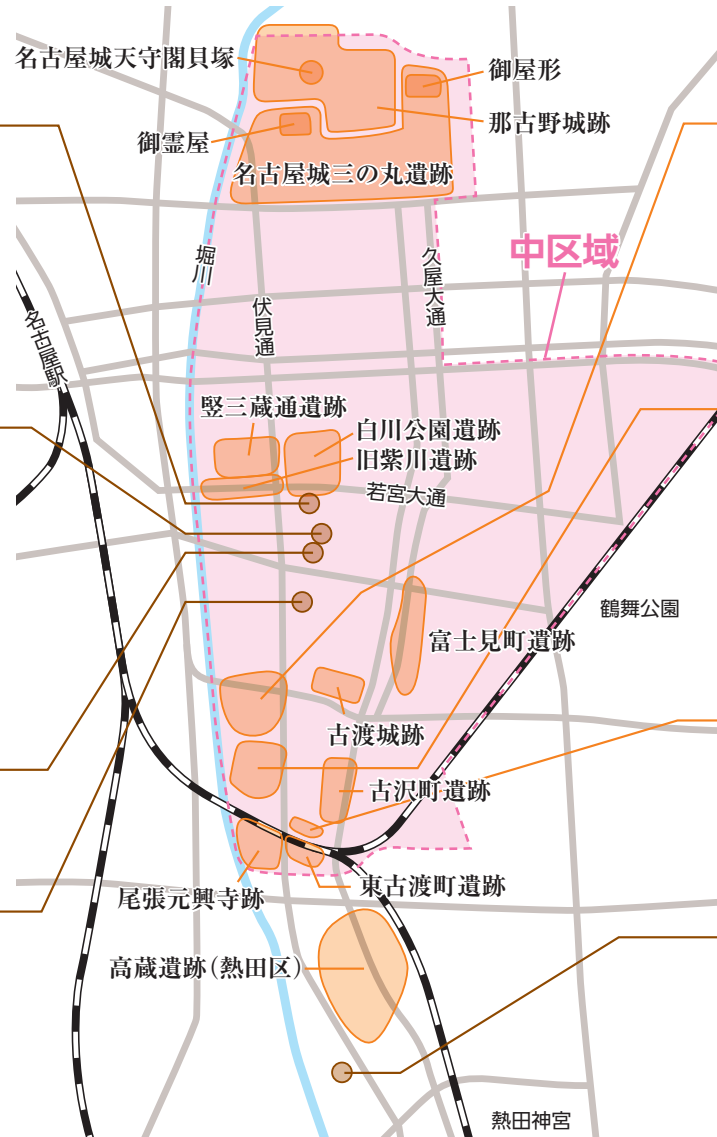 名古屋城天守閣貝塚
御屋形
那古野城跡
御霊屋
名古屋城三の丸遺跡
中区域
堀川
久屋大通
伏見通
名古屋駅
竪三蔵通遺跡
白川公園遺跡
旧紫川遺跡
若宮大通
鶴舞公園
富士見町遺跡
古渡城跡
古沢町遺跡
東古渡町遺跡
尾張元興寺跡
高蔵遺跡(熱田区)
熱田神宮